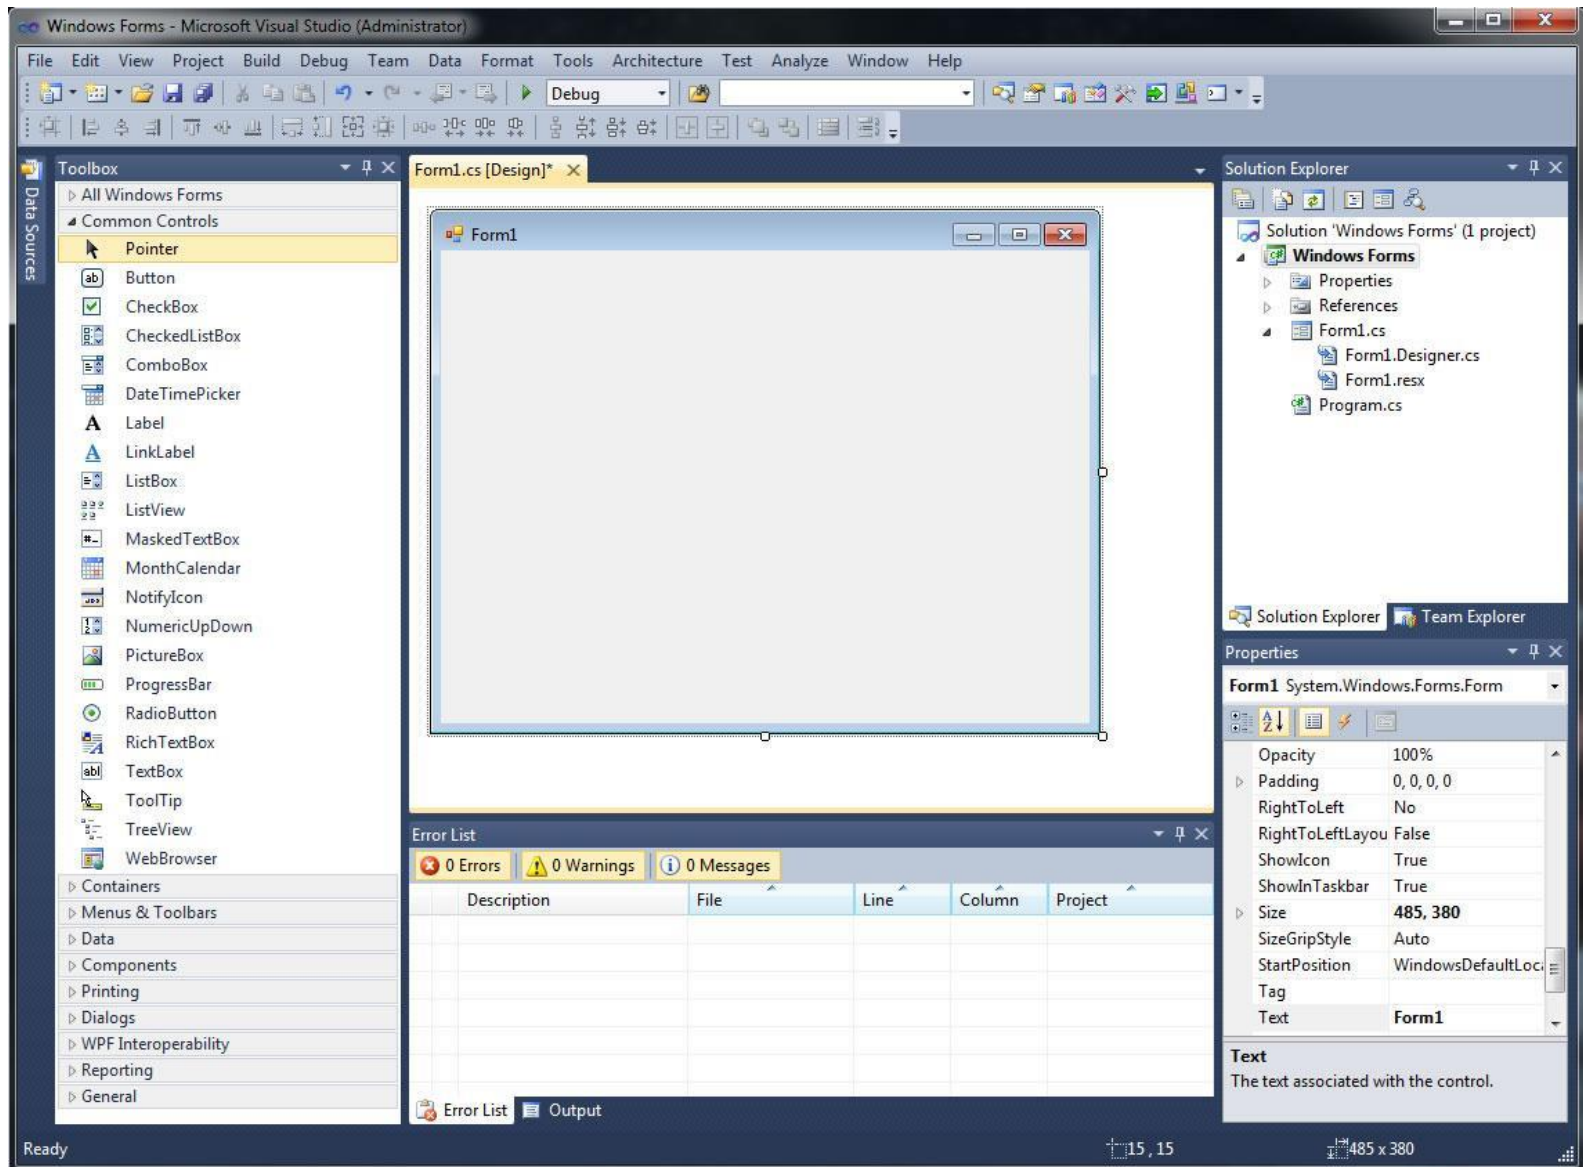 Windows Forms - Microsoft Visual Studio (Administrator)
File Edit View Project Build Debug Team Data Format Tools Architecture Test Analyze Window Help
Debug
Data Sources
Toolbox
All Windows Forms
Common Controls
Pointer
Button
CheckBox
CheckedListBox
ComboBox
DateTimePicker
Label
LinkLabel
ListBox
ListView
MaskedTextBox
MonthCalendar
NotifyIcon
NumericUpDown
PictureBox
ProgressBar
RadioButton
RichTextBox
TextBox
ToolTip
TreeView
WebBrowser
Containers
Menus & Toolbars
Data
Components
Printing
Dialogs
WPF Interoperability
Reporting
General
Form1.cs [Design]*
Form1
Error List
0 Errors 0 Warnings 0 Messages
Description File Line Column Project
Error List Output
Solution Explorer
Solution 'Windows Forms' (1 project)
Windows Forms
Properties
References
Form1.cs
Form1.Designer.cs
Form1.resx
Program.cs
Solution Explorer Team Explorer
Properties
Form1 System.Windows.Forms.Form
Opacity 100%
Padding 0, 0, 0, 0
RightToLeft No
RightToLeftLayou False
ShowIcon True
ShowInTaskbar True
Size 485, 380
SizeGripStyle Auto
StartPosition WindowsDefaultLoc
Tag
Text Form1
Text
The text associated with the control.
Ready 15 , 15 485 x 380